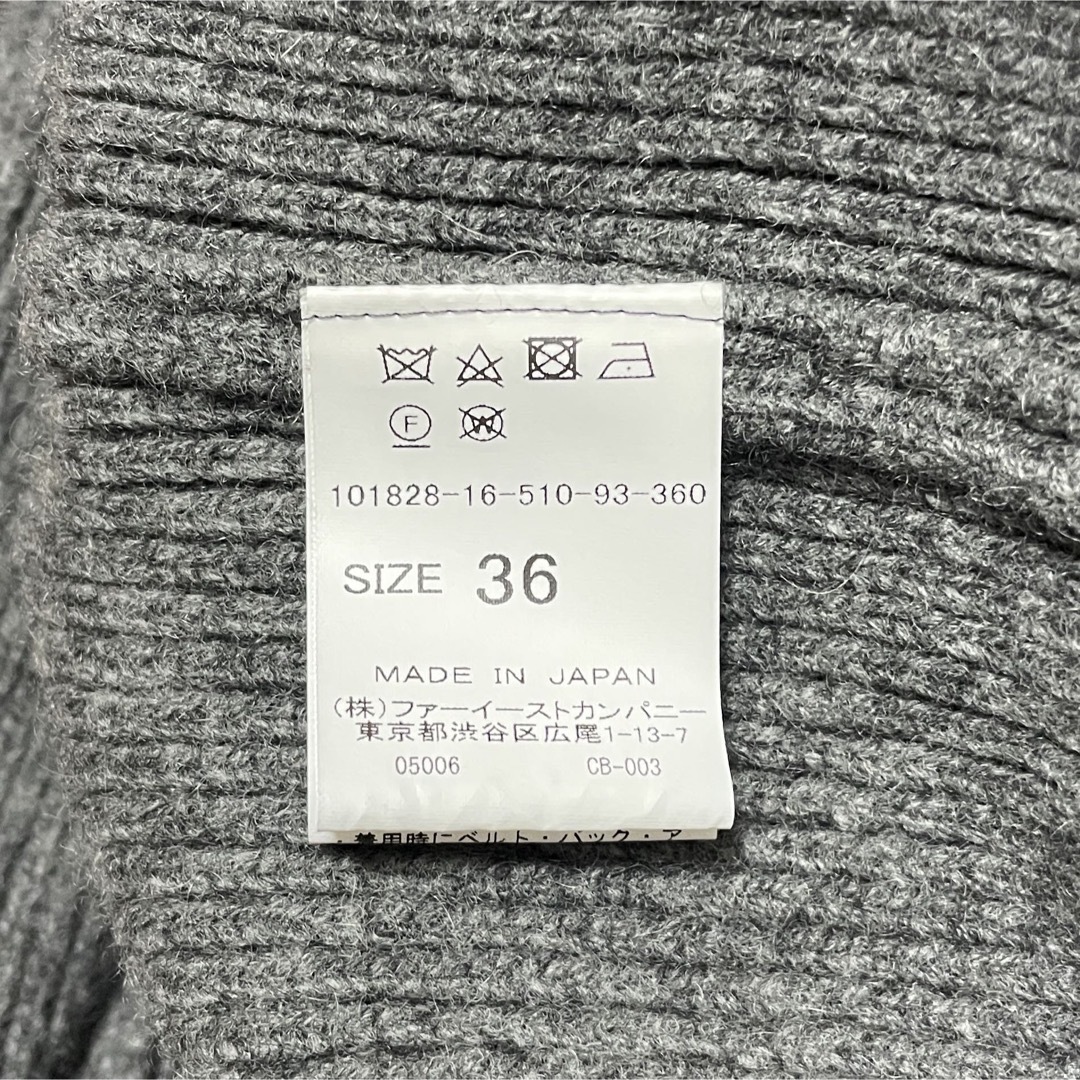 F W
101828-16-510-93-360
SIZE 36
MADE IN JAPAN
(株)ファーイーストカンパニー
東京都渋谷区広尾1-13-7
05006 CB-003
・着用時にベルト・バック・ア